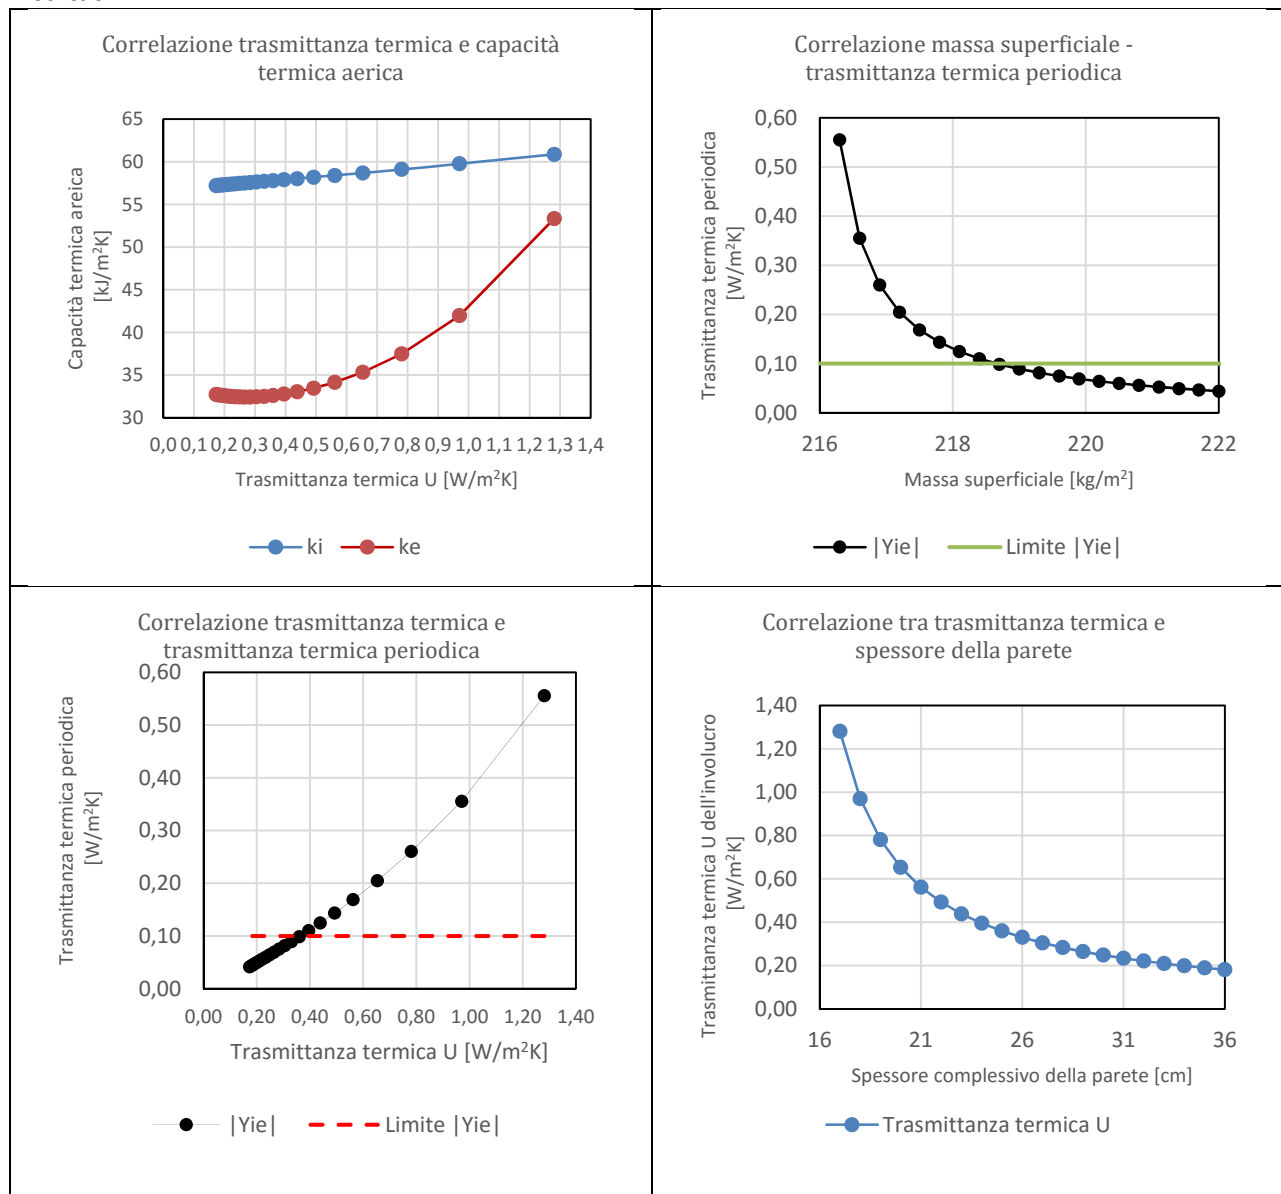 Correlazione trasmittanza termica e capacità
termica aerica
65
60
55
50
45
40
35
30
Capacità termica areica
[kJ/m²K]
0,0 0,1 0,2 0,3 0,4 0,5 0,6 0,7 0,8 0,9 1,0 1,1 1,2 1,3 1,4
Trasmittanza termica U [W/m²K]
ki ke
Correlazione massa superficiale -
trasmittanza termica periodica
0,60
0,50
0,40
0,30
0,20
0,10
0,00
Trasmittanza termica periodica
[W/m²K]
216 218 220 222
Massa superficiale [kg/m²]
|Yie| Limite |Yie|
Correlazione trasmittanza termica e
trasmittanza termica periodica
0,60
0,50
0,40
0,30
0,20
0,10
0,00
Trasmittanza termica periodica
[W/m²K]
0,00 0,20 0,40 0,60 0,80 1,00 1,20 1,40
Trasmittanza termica U [W/m²K]
|Yie| Limite |Yie|
Correlazione tra trasmittanza termica e
spessore della parete
1,40
1,20
1,00
0,80
0,60
0,40
0,20
0,00
Trasmittanza termica U dell'involucro
[W/m²K]
16 21 26 31 36
Spessore complessivo della parete [cm]
Trasmittanza termica U